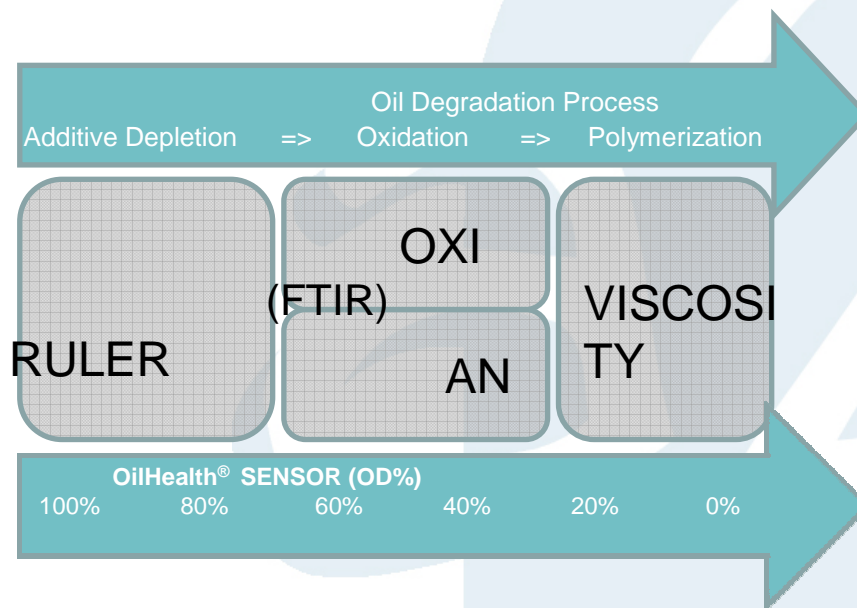 Oil Degradation Process
Additive Depletion => Oxidation => Polymerization
OXI
(FTIR)
RULER
AN
VISCOSI
TY
OilHealth® SENSOR (OD%)
100% 80% 60% 40% 20% 0%